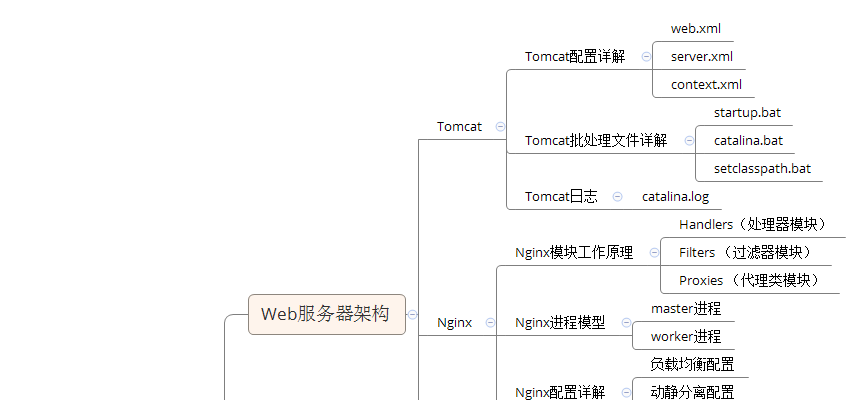 web.xml
Tomcat配置详解
server.xml
context.xml
startup.bat
Tomcat
Tomcat批处理文件详解
catalina.bat
setclasspath.bat
Tomcat日志
catalina.log
Handlers（处理器模块）
Nginx模块工作原理
Filters （过滤器模块）
Proxies （代理类模块）
Web服务器架构
master进程
Nginx
Nginx进程模型
worker进程
负载均衡配置
Nginx配置详解
动静分离配置